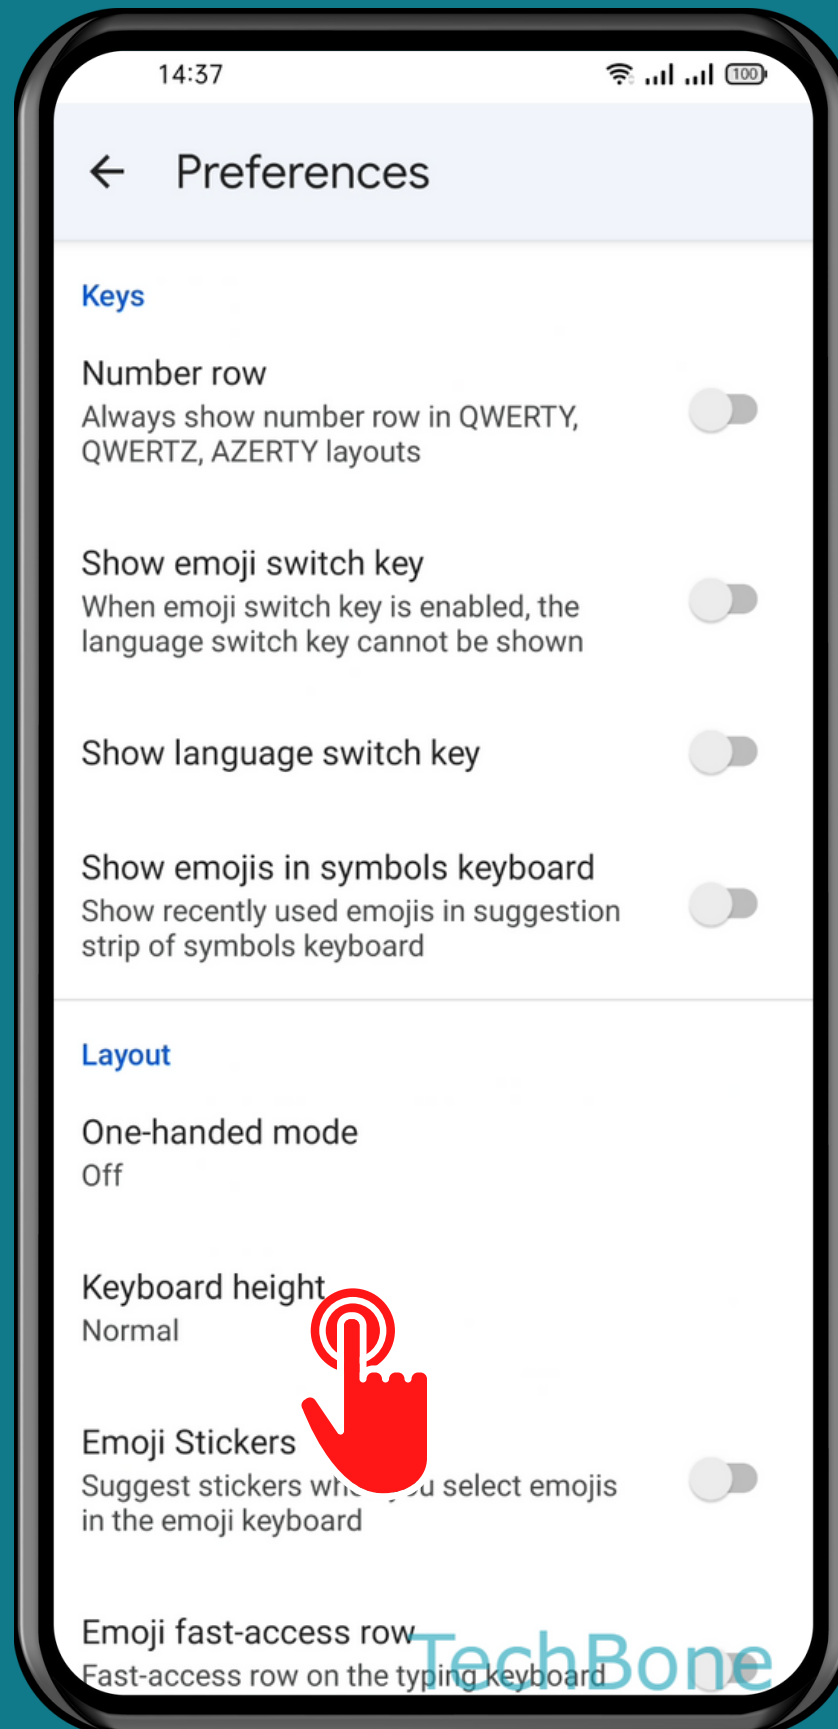 14:37
100
Preferences
Keys
Number row
Always show number row in QWERTY,
QWERTZ, AZERTY layouts
Show emoji switch key
When emoji switch key is enabled, the
language switch key cannot be shown
Show language switch key
Show emojis in symbols keyboard
Show recently used emojis in suggestion
strip of symbols keyboard
Layout
One-handed mode
Off
Keyboard height
Normal
Emoji Stickers
Suggest stickers select emojis
in the emoji keyboard
Emoji fast-access row
Fast-access row on the typing keyboard
TechBone